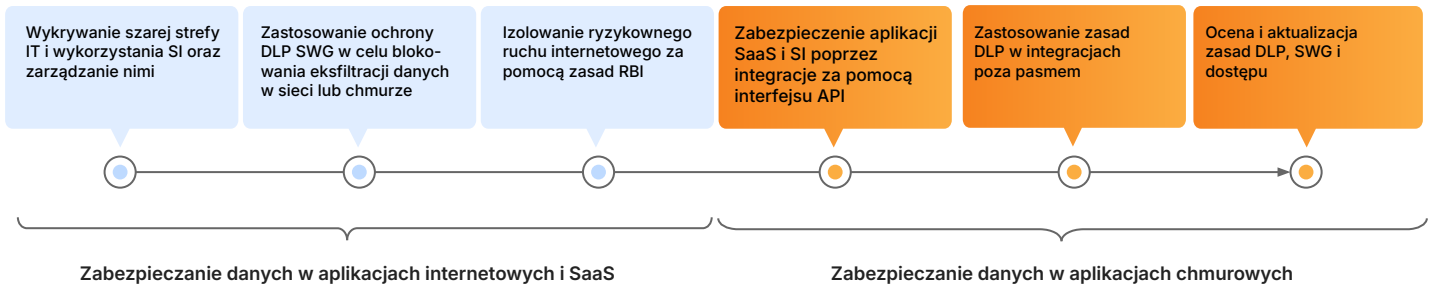 Wykrywanie szarej strefy
IT i wykorzystania SI oraz
zarządzanie nimi
Zastosowanie ochrony
DLP SWG w celu bloko-
wania eksfiltracji danych
w sieci lub chmurze
Izolowanie ryzykownego
ruchu internetowego za
pomocą zasad RBI
Zabezpieczenie aplikacji
SaaS i SI poprzez
integracje za pomocą
interfejsu API
Zastosowanie zasad
DLP w integracjach
poza pasmem
Ocena i aktualizacja
zasad DLP, SWG i
dostępu
Zabezpieczanie danych w aplikacjach internetowych i SaaS
Zabezpieczanie danych w aplikacjach chmurowych